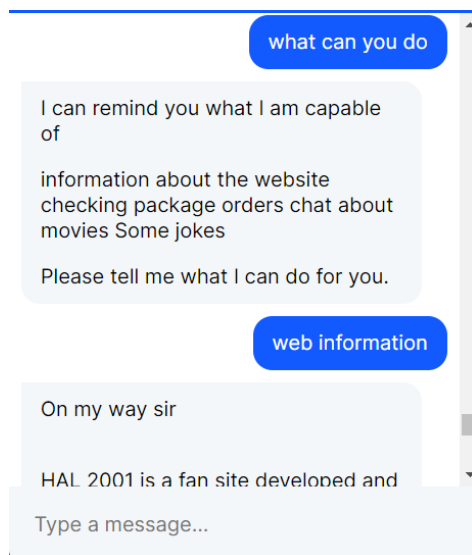 what can you do
I can remind you what I am capable
of
information about the website
checking package orders chat about
movies Some jokes
Please tell me what I can do for you.
web information
On my way sir
HAL 2001 is a fan site developed and
Type a message...